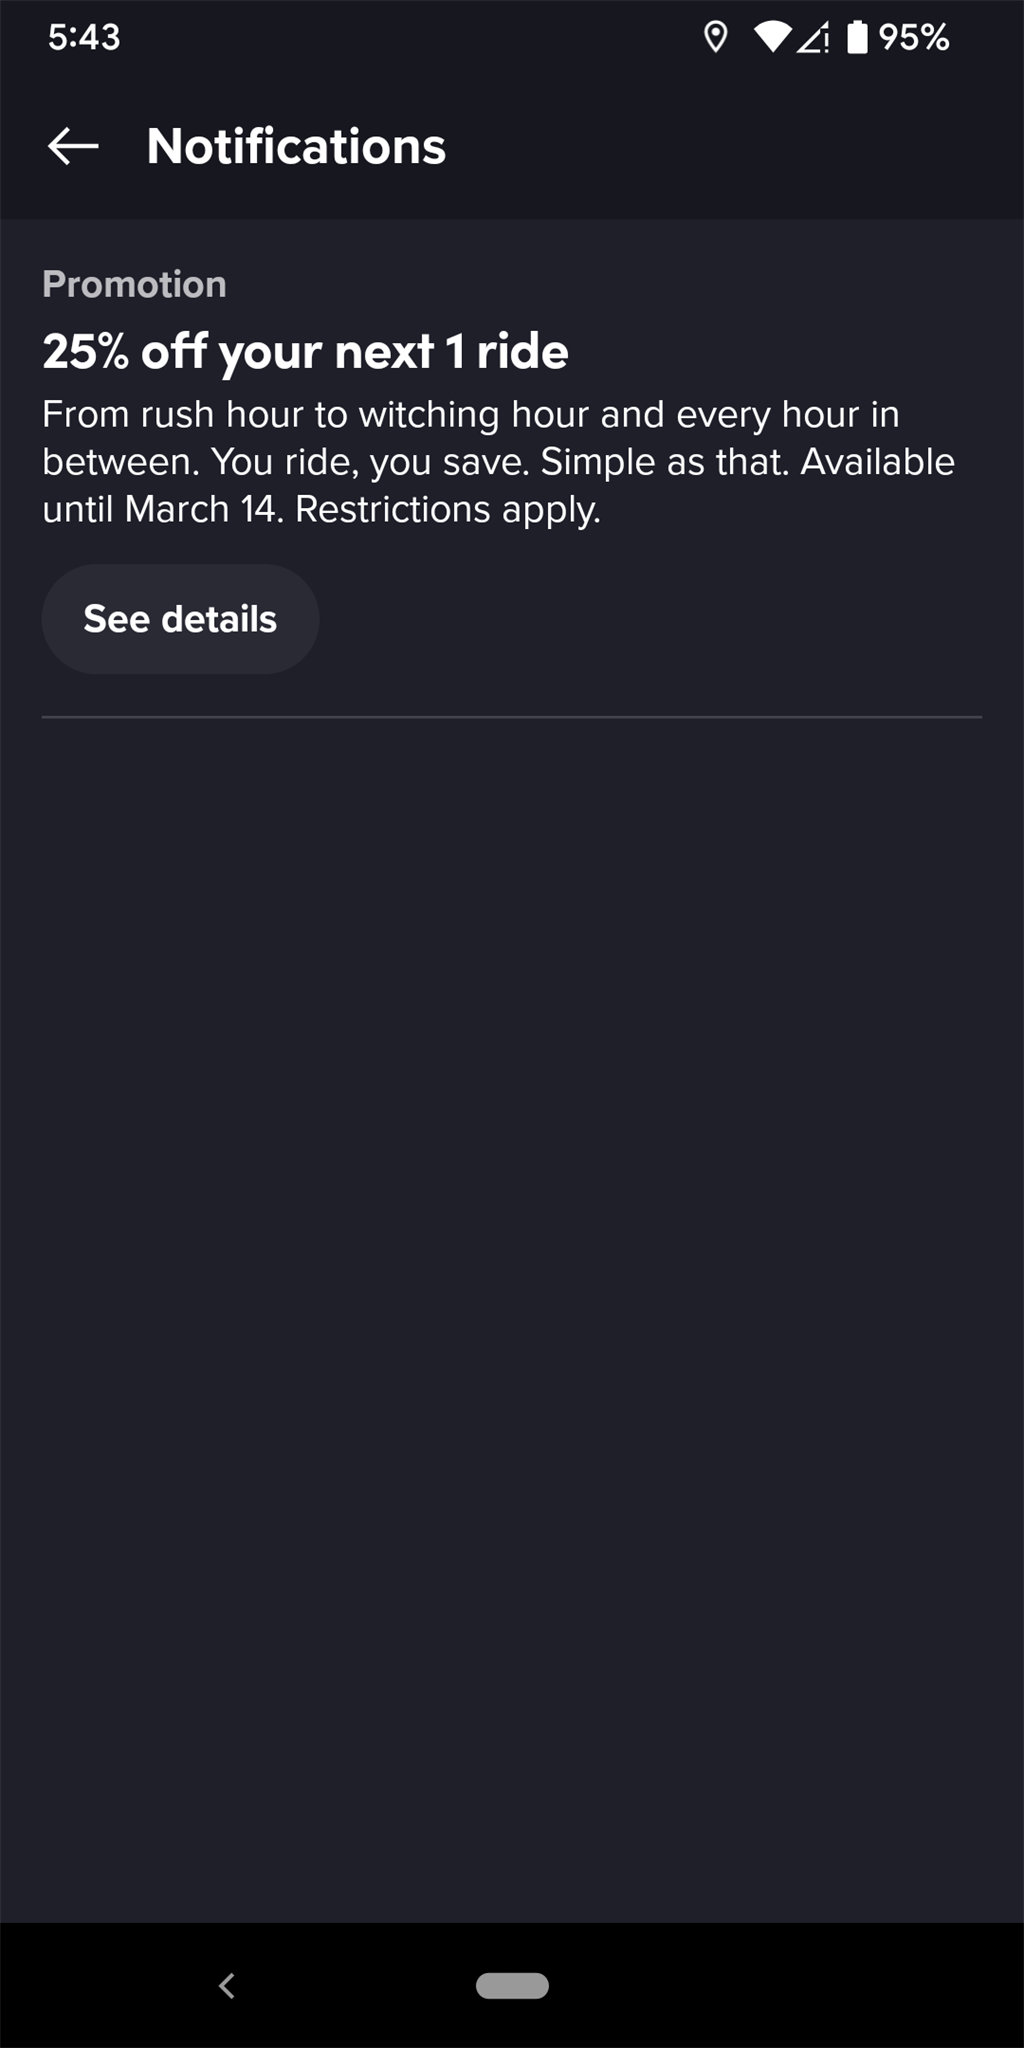 5:43
95%
Notifications
Promotion
25% off your next 1 ride
From rush hour to witching hour and every hour in
between. You ride, you save. Simple as that. Available
until March 14. Restrictions apply.
See details